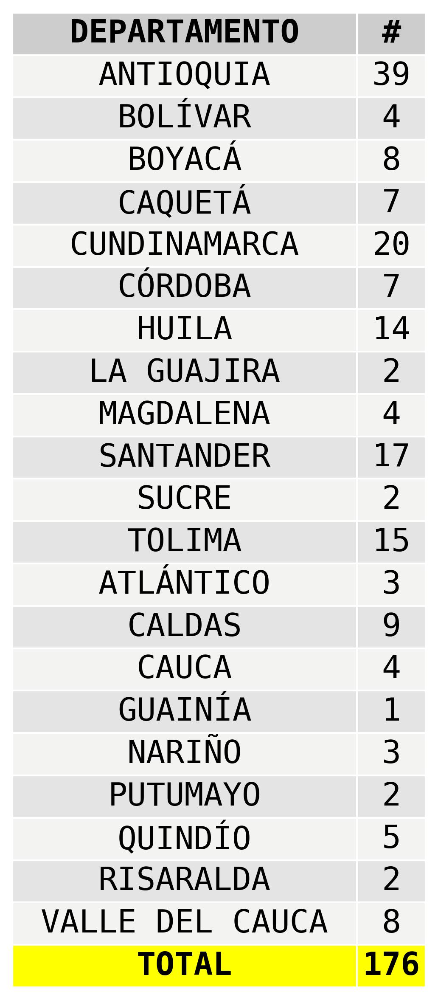 DEPARTAMENTO #
ANTIOQUIA 39
BOLÍVAR 4
BOYACÁ 8
CAQUETÁ 7
CUNDINAMARCA 20
CÓRDOBA 7
HUILA 14
LA GUAJIRA 2
MAGDALENA 4
SANTANDER 17
SUCRE 2
TOLIMA 15
ATLÁNTICO 3
CALDAS 9
CAUCA 4
GUAINÍA 1
NARIÑO 3
PUTUMAYO 2
QUINDÍO 5
RISARALDA 2
VALLE DEL CAUCA 8
TOTAL 176